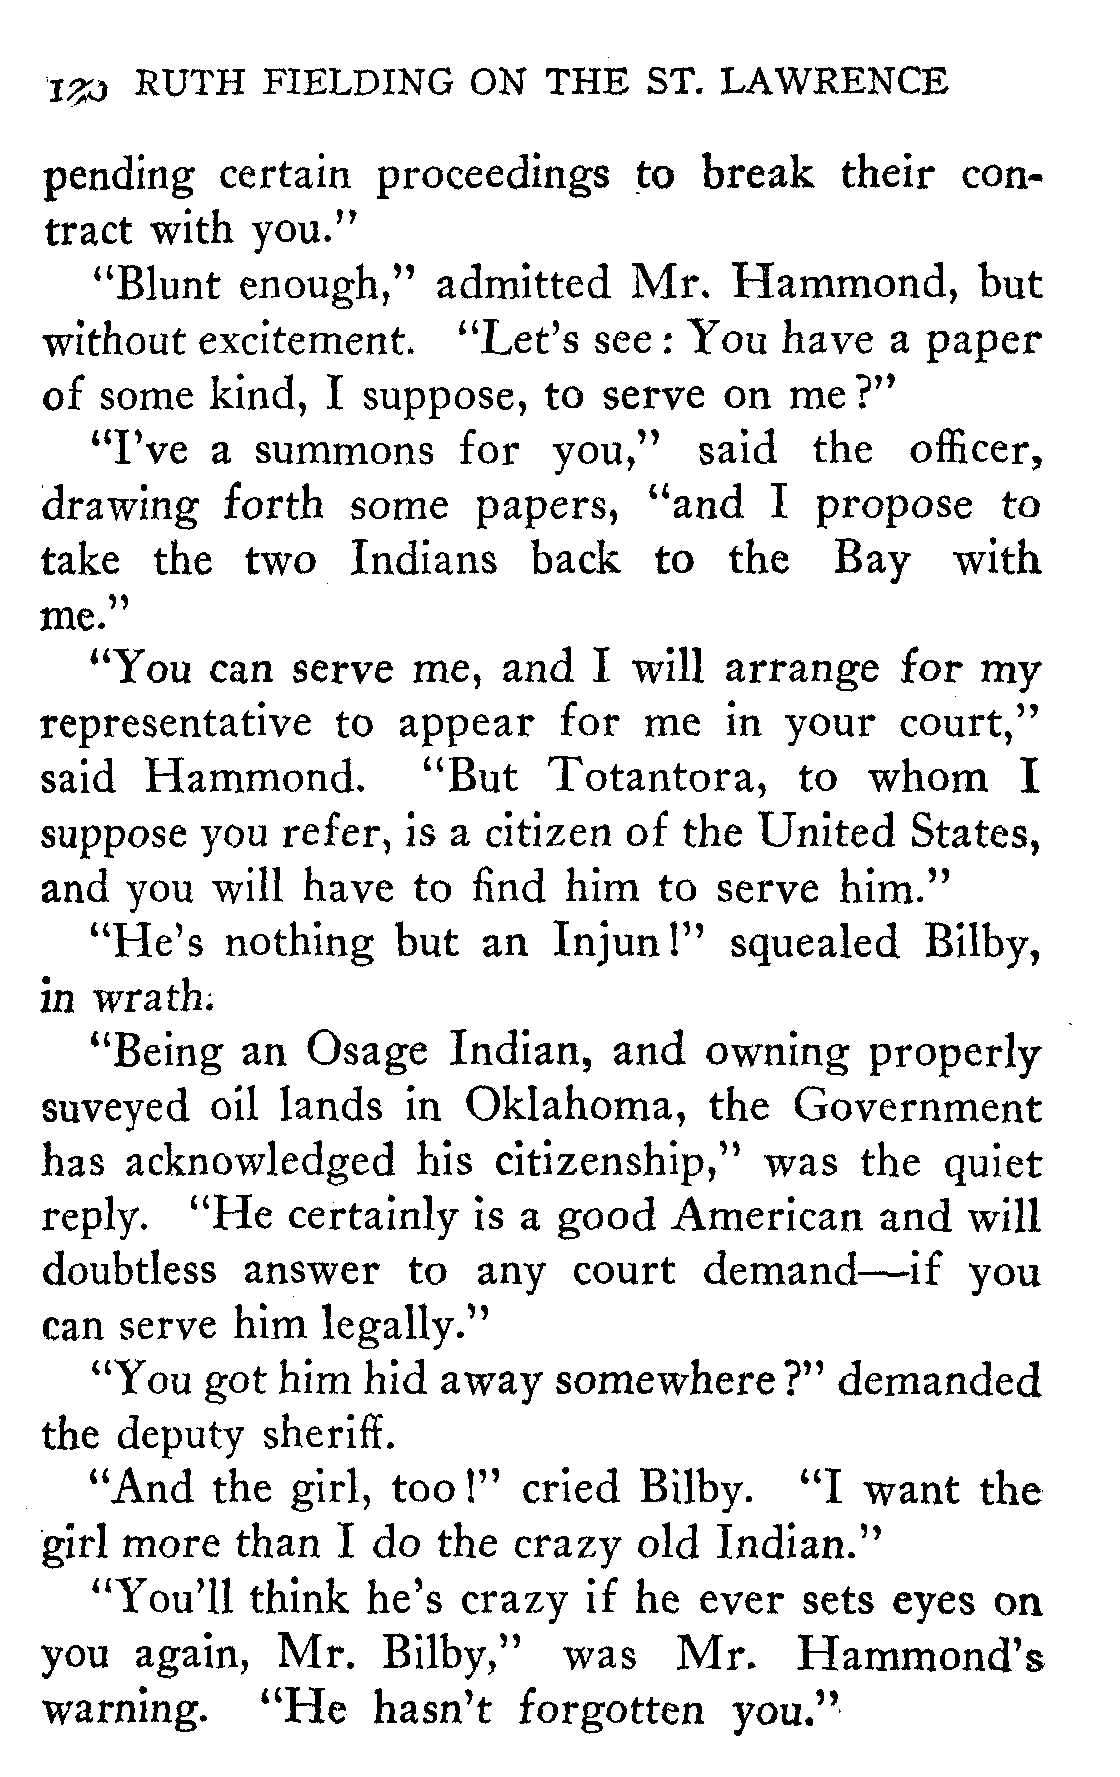 120 RUTH FIELDING ON THE ST. LAWRENCE
pending certain proceedings to break their con-
tract with you."
"Blunt enough," admitted Mr. Hammond, but
without excitement. "Let's see: You have a paper
of some kind, I suppose, to serve on me?"
"I've a summons for you," said the officer,
drawing forth some papers, "and I propose to
take the two Indians back to the Bay with
me."
"You can serve me, and I will arrange for my
representative to appear for me in your court,"
said Hammond. "But Totantora, to whom I
suppose you refer, is a citizen of the United States,
and you will have to find him to serve him."
"He's nothing but an Injun!" squealed Bilby,
in wrath.
"Being an Osage Indian, and owning properly
suveyed oil lands in Oklahoma, the Government
has acknowledged his citizenship," was the quiet
reply. "He certainly is a good American and will
doubtless answer to any court demand—if you
can serve him legally."
"You got him hid away somewhere?" demanded
the deputy sheriff.
"And the girl, too!" cried Bilby. "I want the
girl more than I do the crazy old Indian."
"You'll think he's crazy if he ever sets eyes on
you again, Mr. Bilby," was Mr. Hammond's
warning. "He hasn't forgotten you."